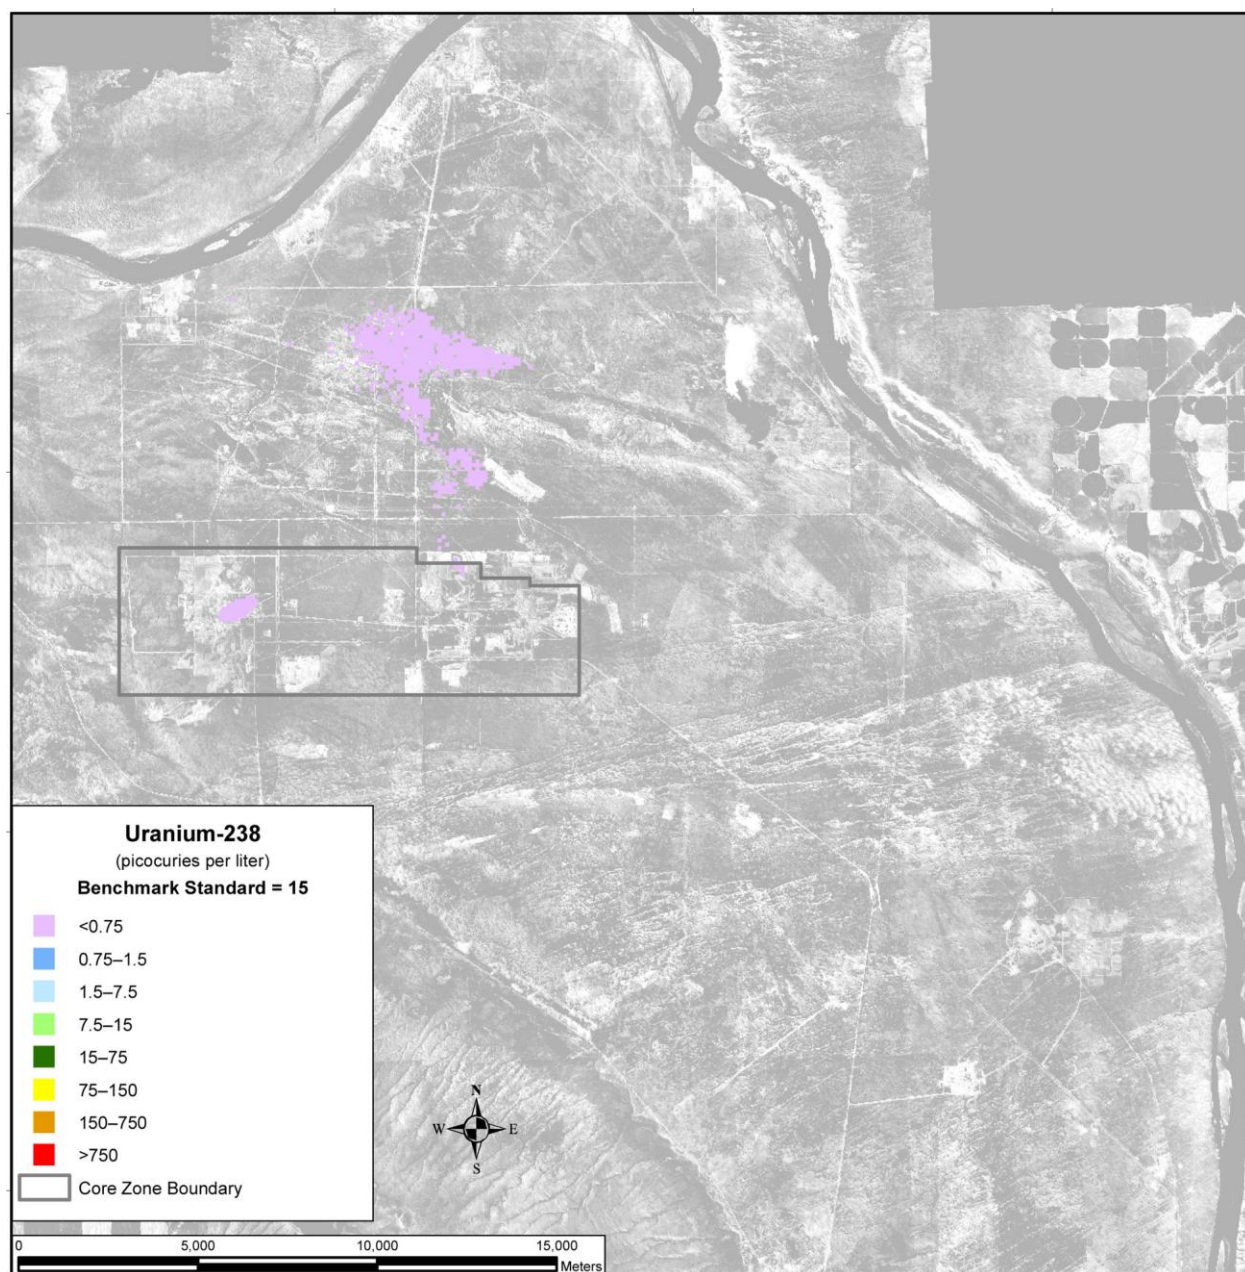 Uranium-238
(picocuries per liter)
Benchmark Standard = 15
<0.75
0.75–1.5
1.5–7.5
7.5–15
15–75
75–150
150–750
>750
Core Zone Boundary
N
W E
S
0 5,000 10,000 15,000
Meters